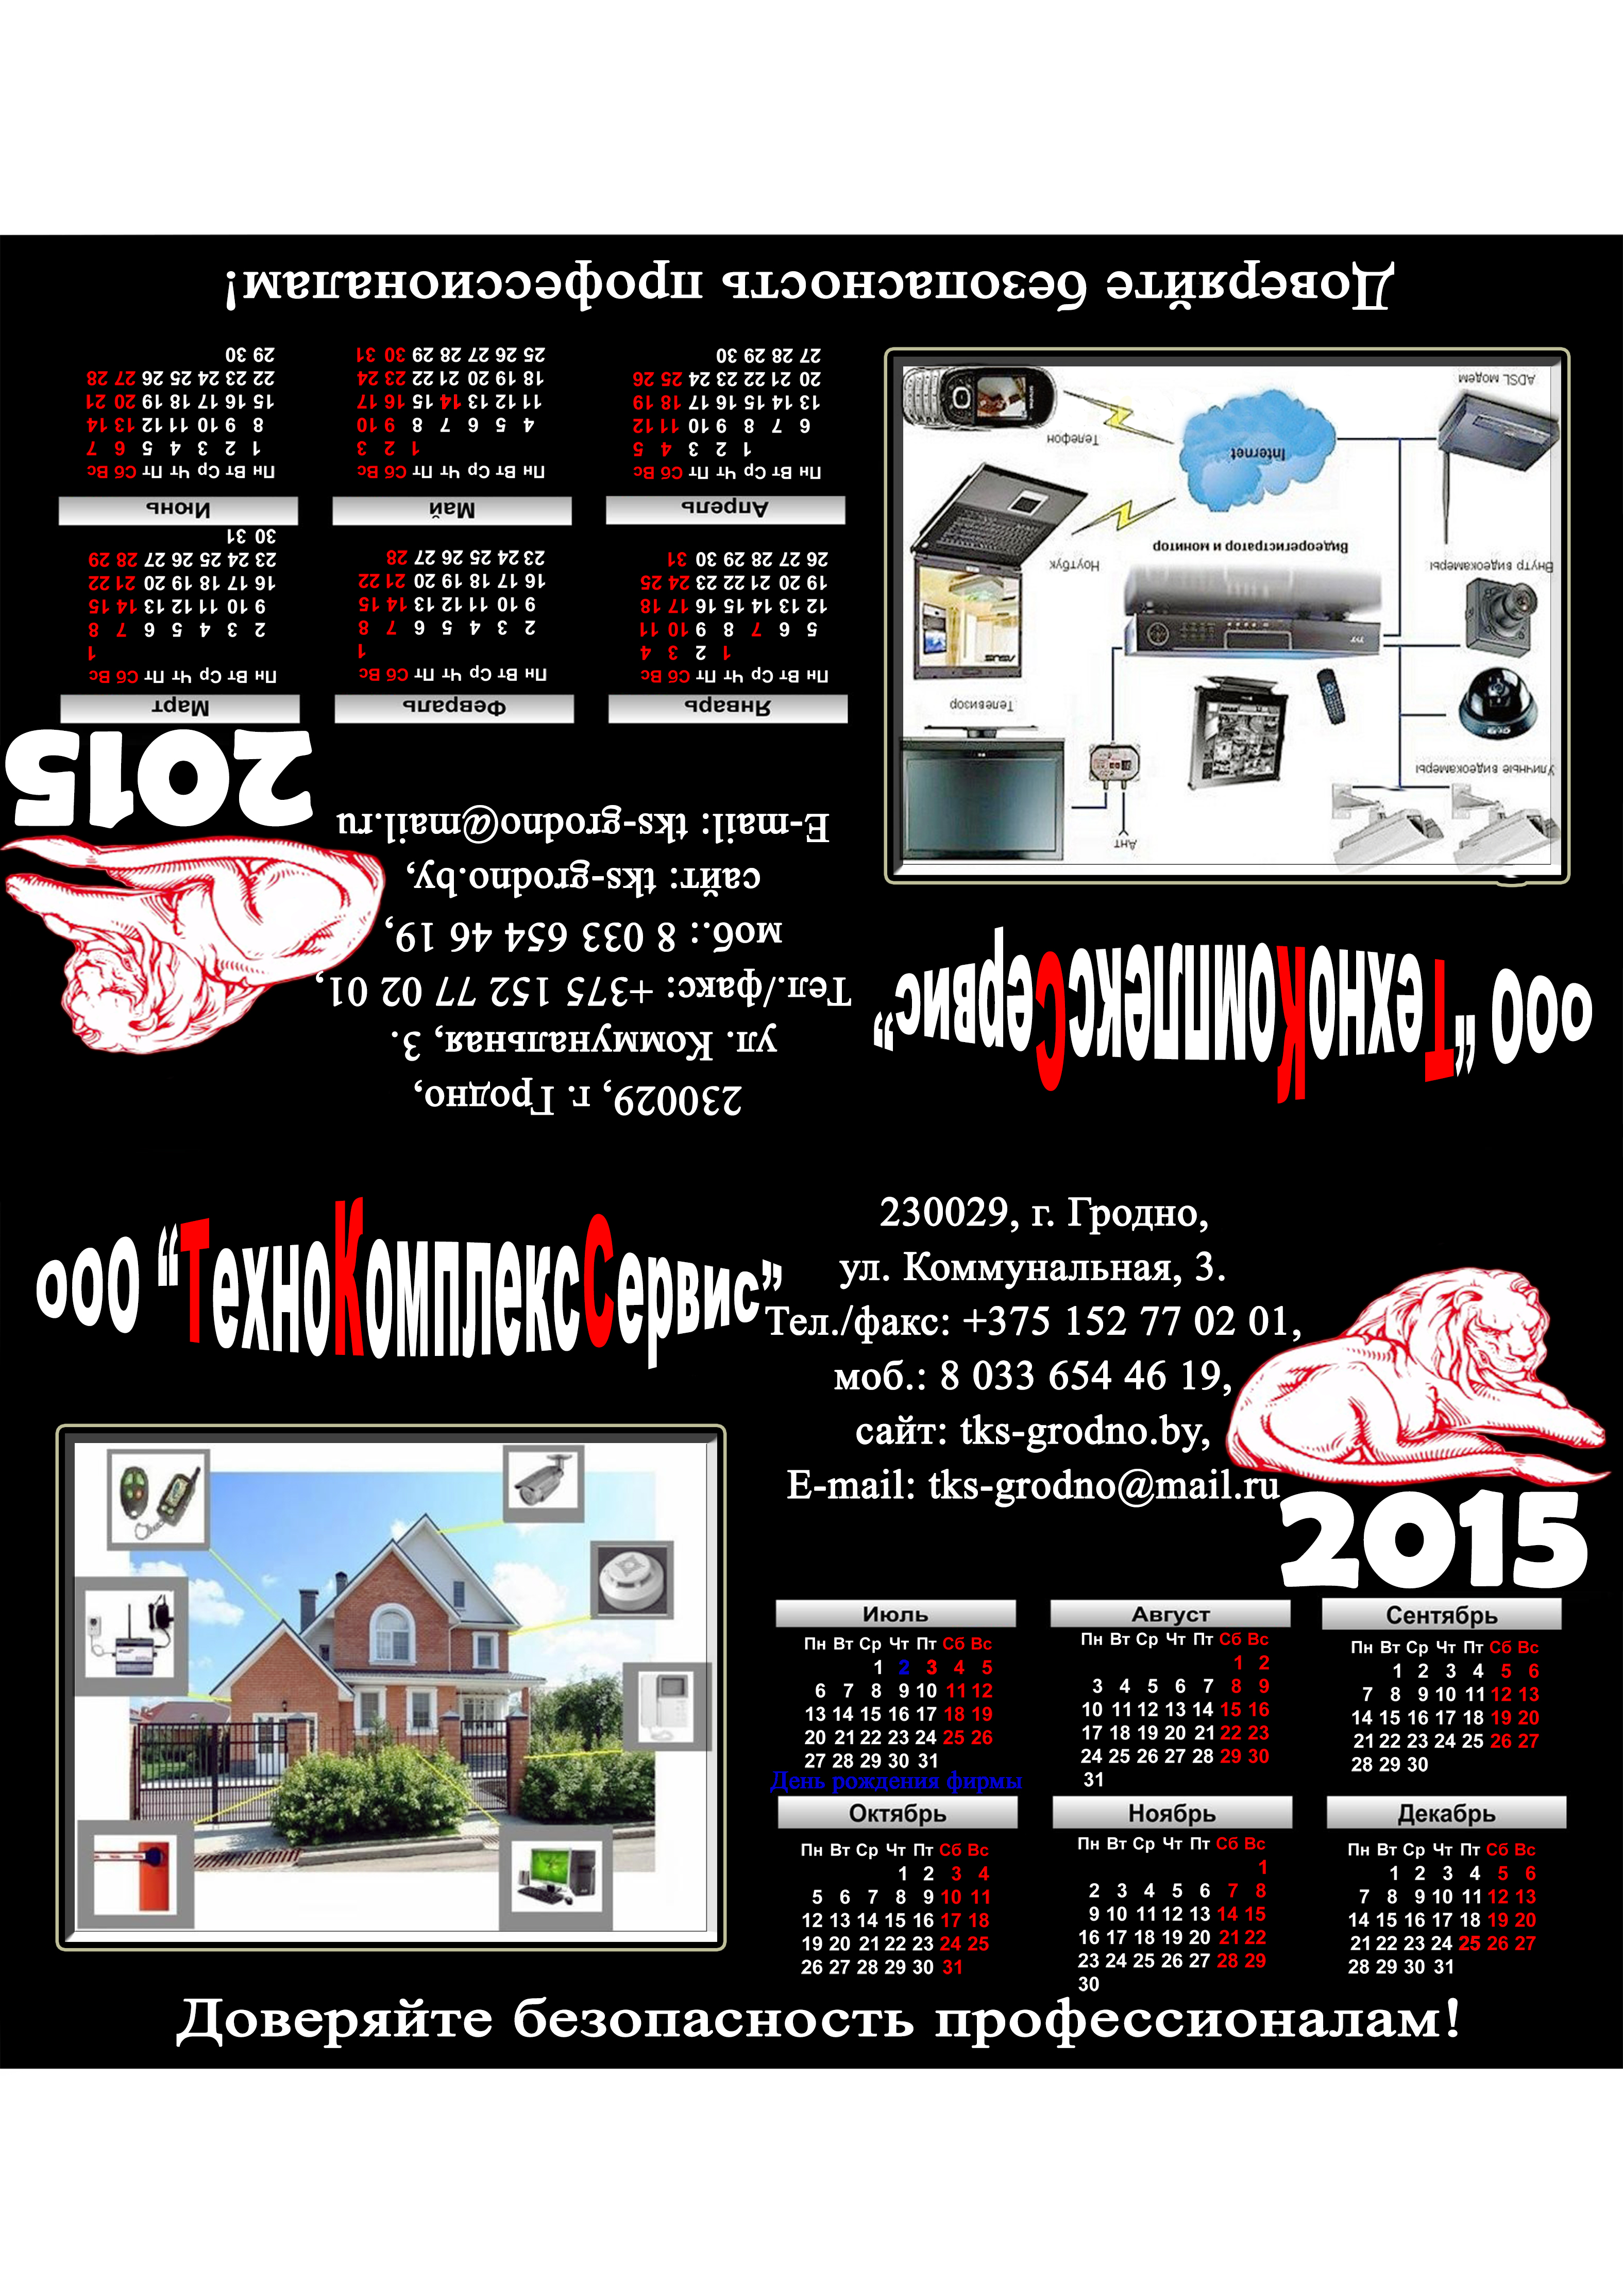 ООО “ТехноКомплексСервис”
230029, г. Гродно,
ул. Коммунальная, 3.
Тел./факс: +375 152 77 02 01,
моб.: 8 033 654 46 19,
сайт: tks-grodno.by,
E-mail: tks-grodno@mail.ru
2015
Ант
Уличные видеокамеры
Телевизор
ASUS
Ноутбук
Внутр видеокамеры
Видеорегистратор и монитор
Internet
Телефон
ADSL модем
Январь
Пн Вт Ср Чт Пт Сб Вс
1 2 3 4
5 6 7 8 9 10 11
12 13 14 15 16 17 18
19 20 21 22 23 24 25
26 27 28 29 30 31
Февраль
Пн Вт Ср Чт Пт Сб Вс
1
2 3 4 5 6 7 8
9 10 11 12 13 14 15
16 17 18 19 20 21 22
23 24 25 26 27 28
Март
Пн Вт Ср Чт Пт Сб Вс
1
2 3 4 5 6 7 8
9 10 11 12 13 14 15
16 17 18 19 20 21 22
23 24 25 26 27 28 29
30 31
Апрель
Пн Вт Ср Чт Пт Сб Вс
1 2 3 4 5
6 7 8 9 10 11 12
13 14 15 16 17 18 19
20 21 22 23 24 25 26
27 28 29 30
Май
Пн Вт Ср Чт Пт Сб Вс
1 2 3
4 5 6 7 8 9 10
11 12 13 14 15 16 17
18 19 20 21 22 23 24
25 26 27 28 29 30 31
Июнь
Пн Вт Ср Чт Пт Сб Вс
1 2 3 4 5 6 7
8 9 10 11 12 13 14
15 16 17 18 19 20 21
22 23 24 25 26 27 28
29 30
Доверяйте безопасность профессионалам!
ООО “ТехноКомплексСервис”
230029, г. Гродно,
ул. Коммунальная, 3.
Тел./факс: +375 152 77 02 01,
моб.: 8 033 654 46 19,
сайт: tks-grodno.by,
E-mail: tks-grodno@mail.ru
2015
Июль
Пн Вт Ср Чт Пт Сб Вс
1 2 3 4 5
6 7 8 9 10 11 12
13 14 15 16 17 18 19
20 21 22 23 24 25 26
27 28 29 30 31
День рождения фирмы
Август
Пн Вт Ср Чт Пт Сб Вс
1 2
3 4 5 6 7 8 9
10 11 12 13 14 15 16
17 18 19 20 21 22 23
24 25 26 27 28 29 30
31
Сентябрь
Пн Вт Ср Чт Пт Сб Вс
1 2 3 4 5 6
7 8 9 10 11 12 13
14 15 16 17 18 19 20
21 22 23 24 25 26 27
28 29 30
Октябрь
Пн Вт Ср Чт Пт Сб Вс
1 2 3 4
5 6 7 8 9 10 11
12 13 14 15 16 17 18
19 20 21 22 23 24 25
26 27 28 29 30 31
Ноябрь
Пн Вт Ср Чт Пт Сб Вс
1
2 3 4 5 6 7 8
9 10 11 12 13 14 15
16 17 18 19 20 21 22
23 24 25 26 27 28 29
30
Декабрь
Пн Вт Ср Чт Пт Сб Вс
1 2 3 4 5 6
7 8 9 10 11 12 13
14 15 16 17 18 19 20
21 22 23 24 25 26 27
28 29 30 31
Доверяйте безопасность профессионалам!